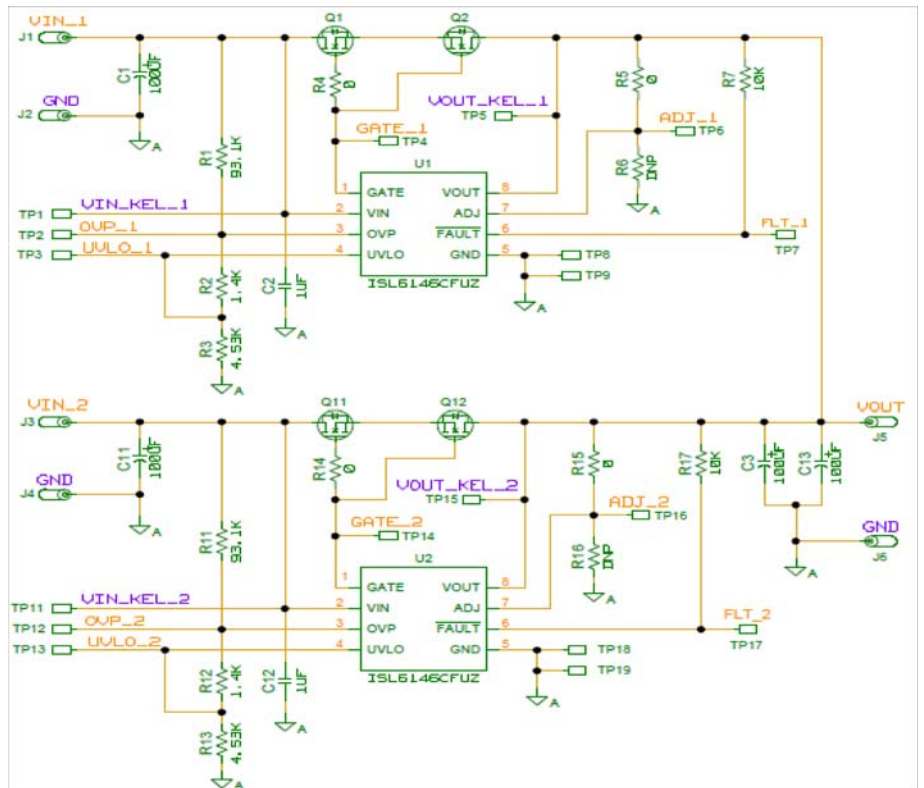 VIN_1
Q1
Q2
J1
C1
100UF
R4
0
R5
0
R7
10K
GND
J2
A
VOUT_KEL_1
TP5
ADJ_1
TP6
GATE_1
TP4
R1
93.1K
U1
R6
DNP
A
1
GATE
VOUT
8
VIN_KEL_1
TP1
2
VIN
ADJ
7
OVP_1
TP2
3
OVP
FAULT
6
FLT_1
TP7
UVLO_1
TP3
4
UVLO
GND
5
TP8
TP9
ISL6146CFUZ
R2
1.4K
C2
1UF
A
R3
4.53K
A
A
VIN_2
Q11
Q12
VOUT
J3
J5
C11
100UF
R14
0
R15
0
R17
10K
C3
100UF
C13
100UF
GND
J4
A
VOUT_KEL_2
TP15
ADJ_2
TP16
GATE_2
TP14
GND
J6
A
R11
93.1K
U2
R16
DNP
A
1
GATE
VOUT
8
VIN_KEL_2
TP11
2
VIN
ADJ
7
OVP_2
TP12
3
OVP
FAULT
6
FLT_2
TP17
UVLO_2
TP13
4
UVLO
GND
5
TP18
TP19
ISL6146CFUZ
R12
1.4K
C12
1UF
A
R13
4.53K
A
A